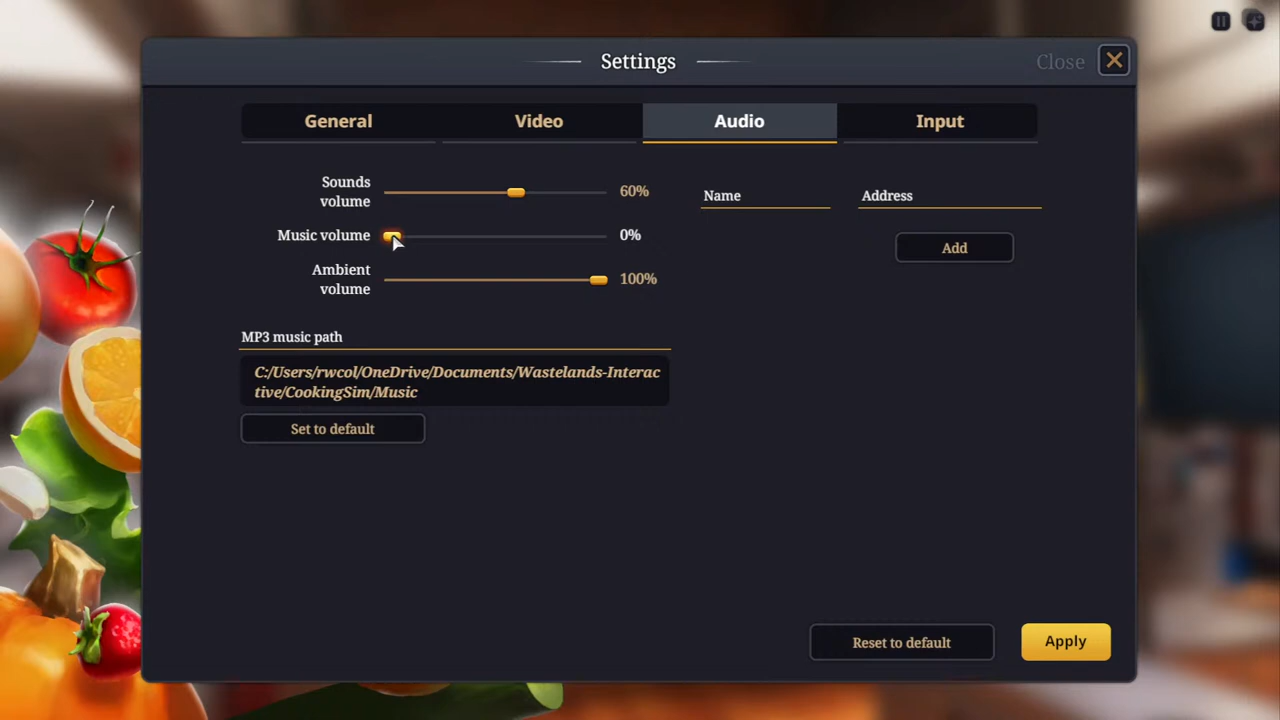 Settings
Close
General
Video
Audio
Input
Sounds
volume
60%
Music volume
0%
Ambient
volume
100%
Name
Address
Add
MP3 music path
C:/Users/rwcol/OneDrive/Documents/Wastelands-Interac
tive/CookingSim/Music
Set to default
Reset to default
Apply